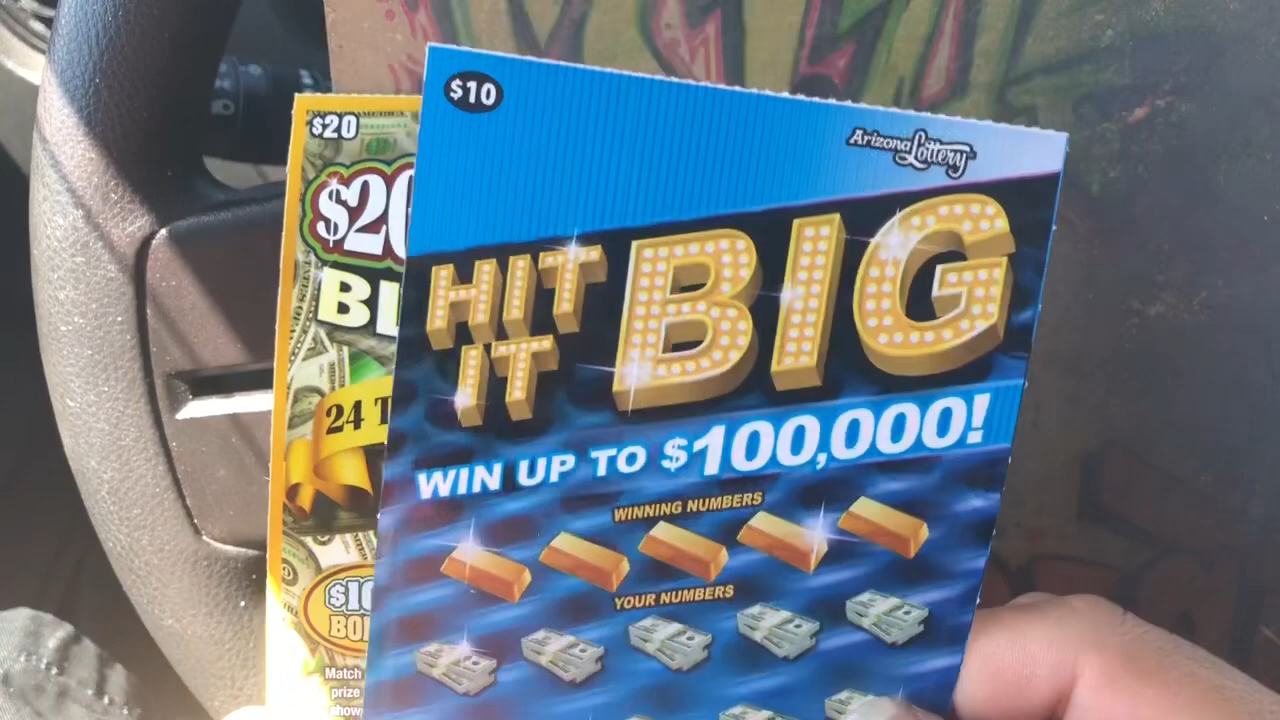 $10
Arizona Lottery
HIT
IT BIG
WIN UP TO $100,000!
WINNING NUMBERS
YOUR NUMBERS
$20
$20
24
Match
prize